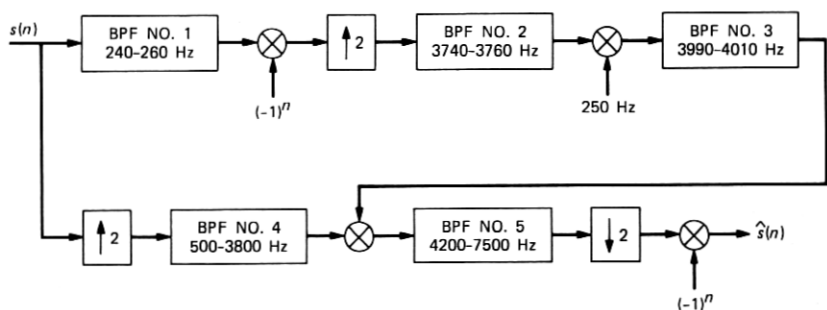 s(n)
BPF NO. 1
240–260 Hz
(-1)ⁿ
↑2
BPF NO. 2
3740–3760 Hz
250 Hz
BPF NO. 3
3990–4010 Hz
↑2
BPF NO. 4
500–3800 Hz
BPF NO. 5
4200–7500 Hz
↓2
(-1)ⁿ
ŝ(n)